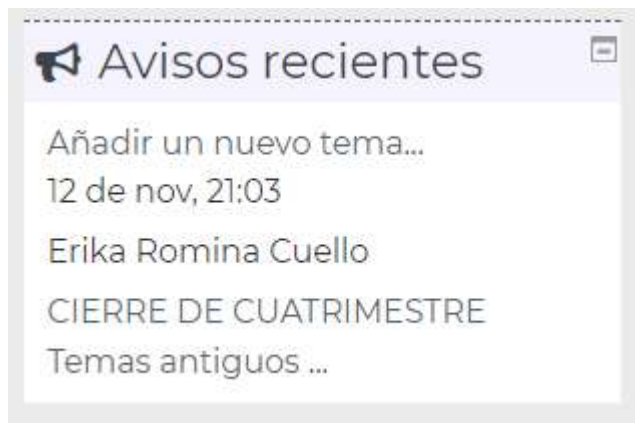 Avisos recientes
Añadir un nuevo tema...
12 de nov, 21:03
Erika Romina Cuello
CIERRE DE CUATRIMESTRE
Temas antiguos ...